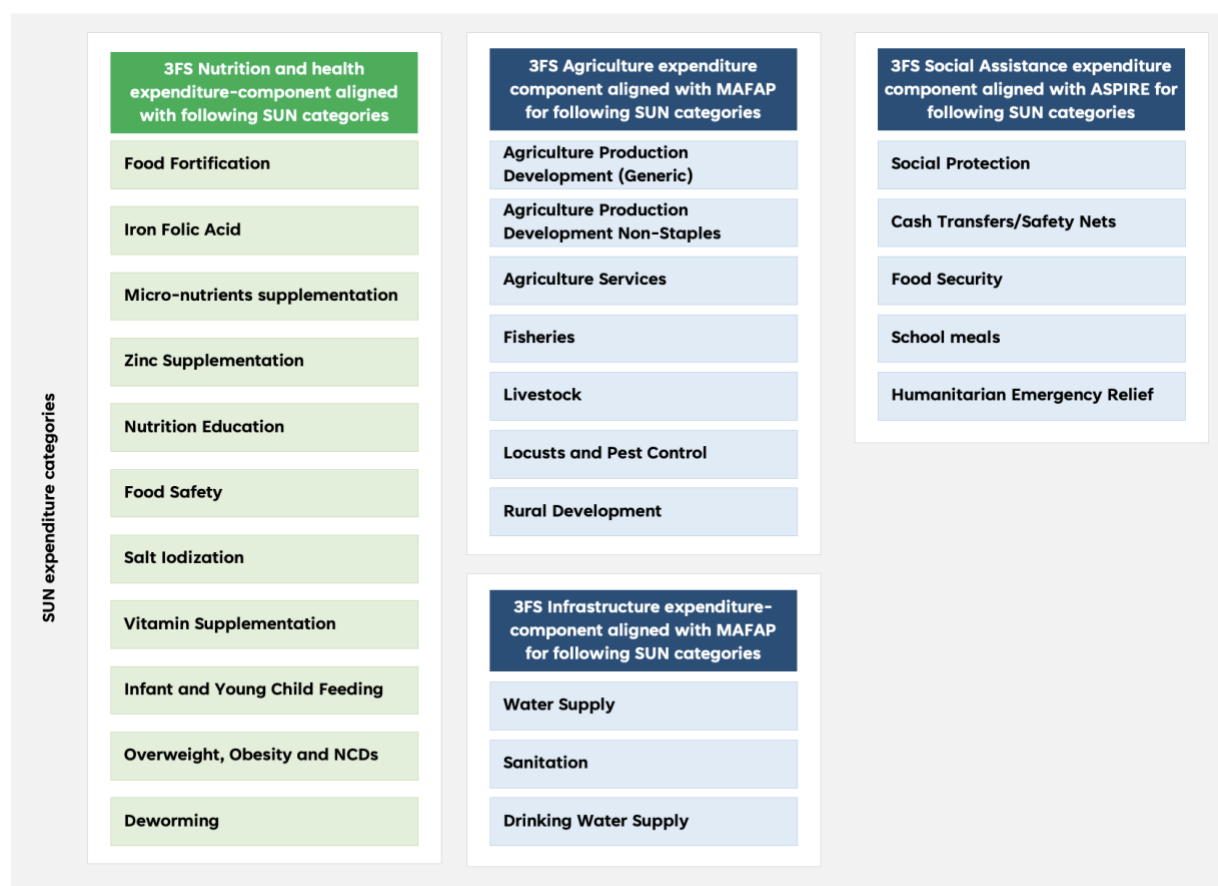 SUN expenditure categories
3FS Nutrition and health
expenditure-component aligned
with following SUN categories
Food Fortification
Iron Folic Acid
Micro-nutrients supplementation
Zinc Supplementation
Nutrition Education
Food Safety
Salt Iodization
Vitamin Supplementation
Infant and Young Child Feeding
Overweight, Obesity and NCDs
Deworming
3FS Agriculture expenditure
component aligned with MAFAP
for following SUN categories
Agriculture Production
Development (Generic)
Agriculture Production
Development Non-Staples
Agriculture Services
Fisheries
Livestock
Locusts and Pest Control
Rural Development
3FS Infrastructure expenditure-
component aligned with MAFAP
for following SUN categories
Water Supply
Sanitation
Drinking Water Supply
3FS Social Assistance expenditure
component aligned with ASPIRE for
following SUN categories
Social Protection
Cash Transfers/Safety Nets
Food Security
School meals
Humanitarian Emergency Relief